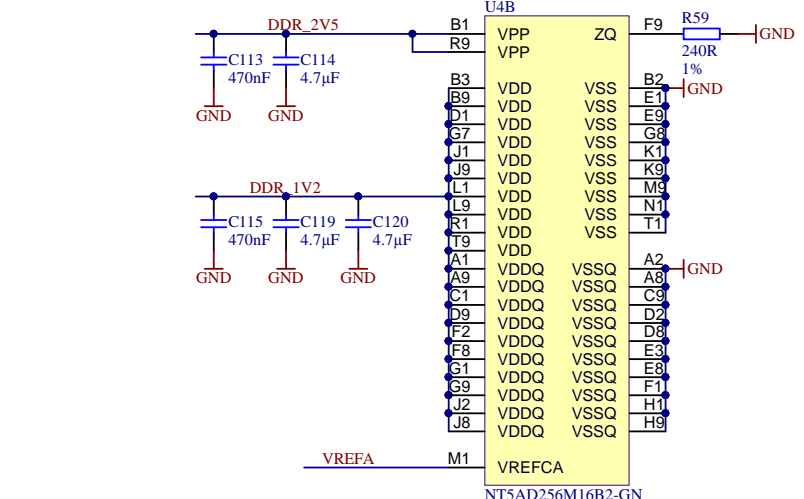 U4B
DDR_2V5
B1 VPP ZQ F9 R59 GND
R9 VPP 240R
1%
C113 C114
470nF 4.7µF
GND GND
B3 VDD VSS B2 GND
B9 VDD VSS E1
D1 VDD VSS E9
G7 VDD VSS G8
J1 VDD VSS K1
J9 VDD VSS K9
DDR_1V2
L1 VDD VSS M9
L9 VDD VSS N1
R1 VDD VSS T1
T9 VDD
C115 C119 C120
470nF 4.7µF 4.7µF
GND GND GND
A1 VDDQ VSSQ A2 GND
A9 VDDQ VSSQ A8
C1 VDDQ VSSQ C9
D9 VDDQ VSSQ D2
F2 VDDQ VSSQ D8
F8 VDDQ VSSQ E3
G1 VDDQ VSSQ E8
G9 VDDQ VSSQ F1
J2 VDDQ VSSQ H1
J8 VDDQ VSSQ H9
VREFA M1 VREFCA
NT5AD256M16B2-GN